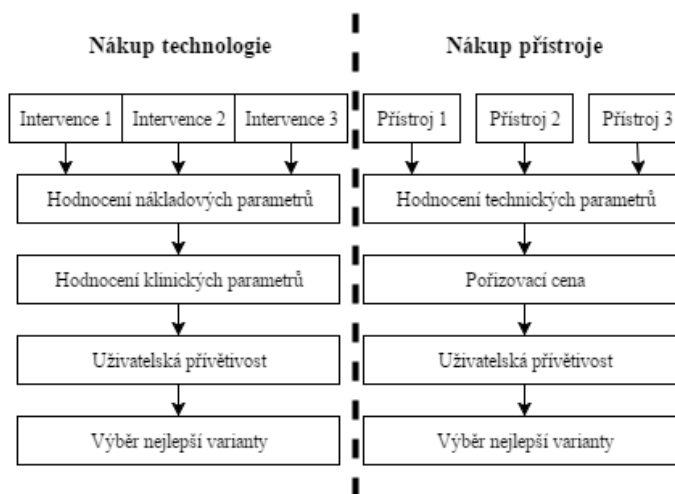 Nákup technologie
Intervence 1
Intervence 2
Intervence 3
Hodnocení nákladových parametrů
Hodnocení klinických parametrů
Uživatelská přívětivost
Výběr nejlepší varianty
Nákup přístroje
Přístroj 1
Přístroj 2
Přístroj 3
Hodnocení technických parametrů
Pořizovací cena
Uživatelská přívětivost
Výběr nejlepší varianty